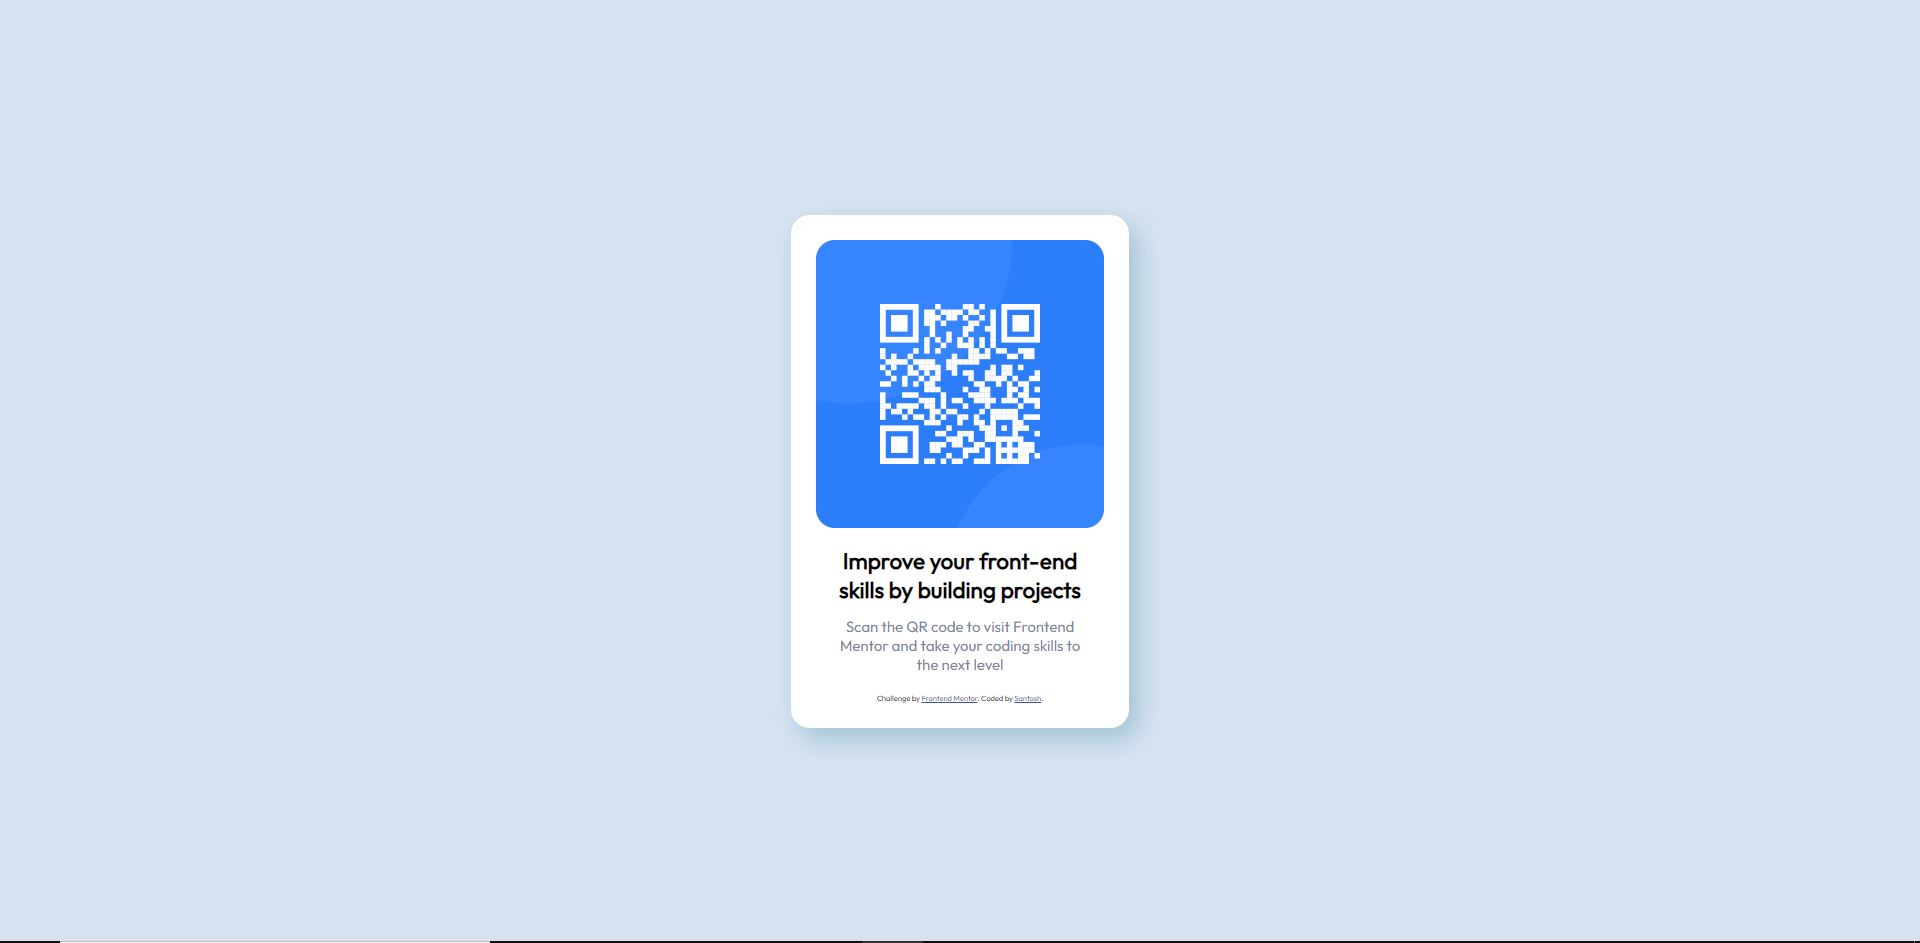 Improve your front-end
skills by building projects
Scan the QR code to visit Frontend
Mentor and take your coding skills to
the next level
Challenge by Frontend Mentor. Coded by Santosh.